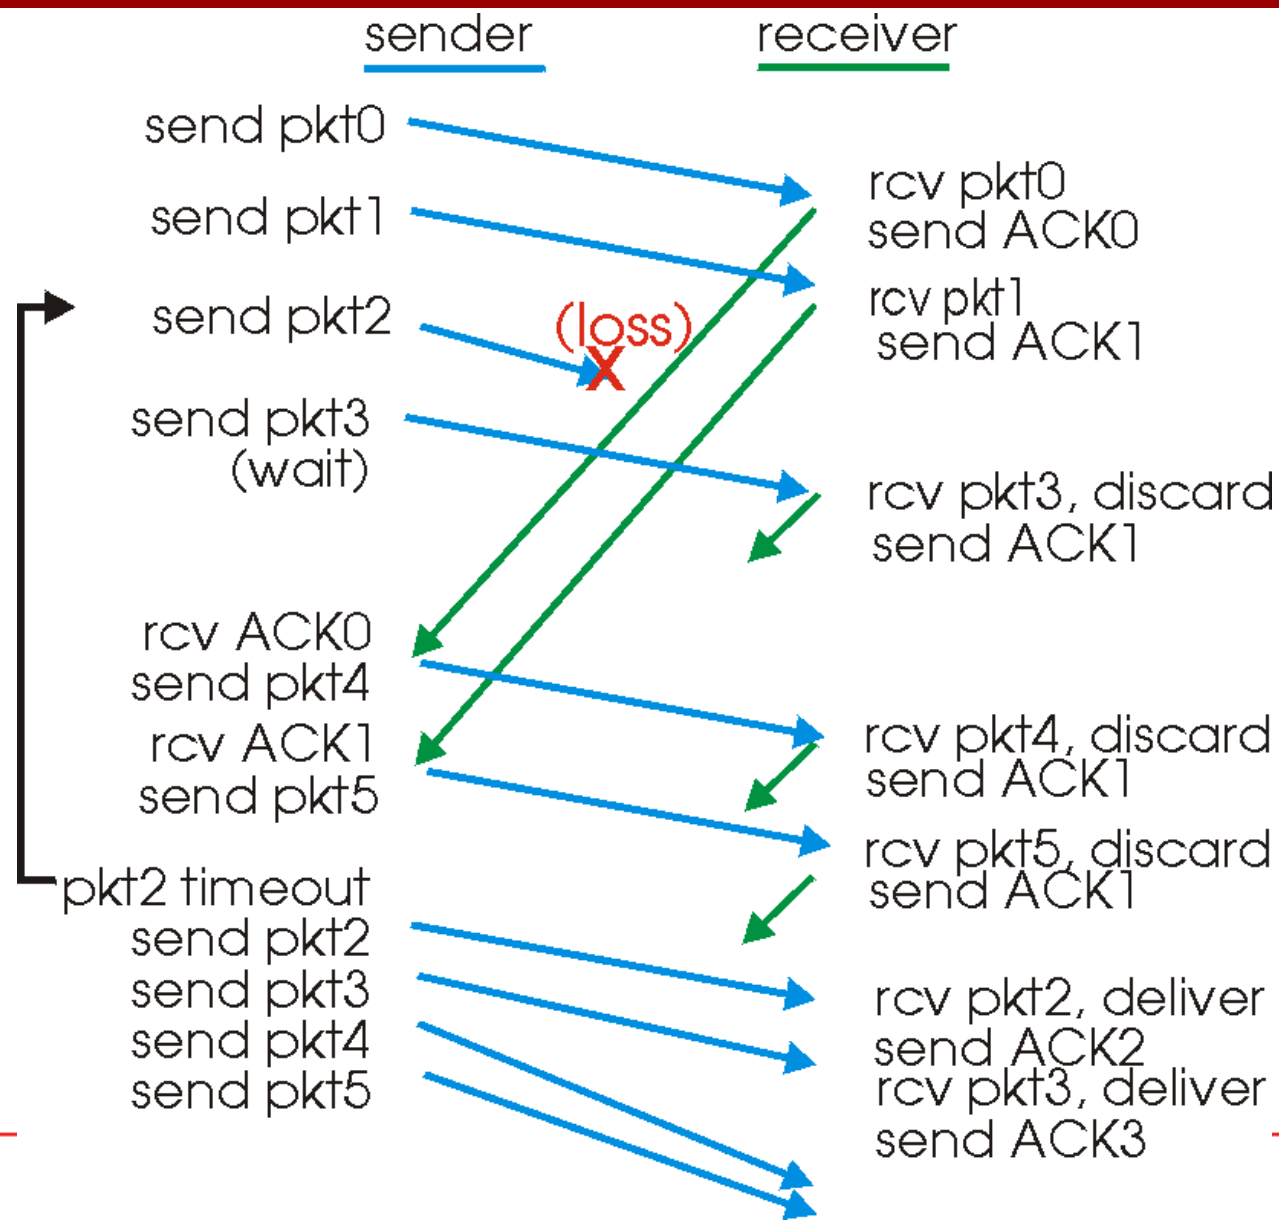 sender
receiver
send pkt0
rcv pkt0
send ACK0
send pkt1
rcv pkt1
send ACK1
send pkt2
(loss)
X
send pkt3
(wait)
rcv pkt3, discard
send ACK1
rcv ACK0
send pkt4
rcv ACK1
send pkt5
rcv pkt4, discard
send ACK1
rcv pkt5, discard
send ACK1
pkt2 timeout
send pkt2
send pkt3
send pkt4
send pkt5
rcv pkt2, deliver
send ACK2
rcv pkt3, deliver
send ACK3